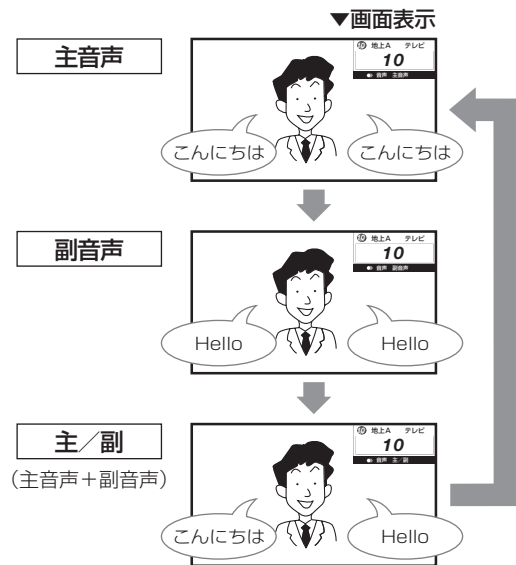 ▼画面表示
主音声
地上A テレビ
10
音声 主音声
こんにちは
こんにちは
副音声
地上A テレビ
10
音声 副音声
Hello
Hello
主／副
(主音声＋副音声)
地上A テレビ
10
音声 主／副
こんにちは
Hello